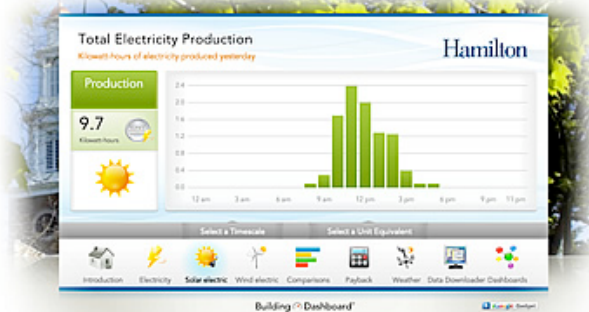 Total Electricity Production
Kilowatt-hours of electricity produced yesterday
Hamilton
Production
9.7
Kilowatt-hours
2.4
2.0
1.6
1.2
0.8
0.4
0.0
12 am 3 am 6 am 9 am 12 pm 3 pm 6 pm 9 pm 11 pm
Select a Timescale Select a Unit Equivalent
Introduction Electricity Solar electric Wind electric Comparisons Payback Weather Data Downloader Dashboards
Building Dashboard